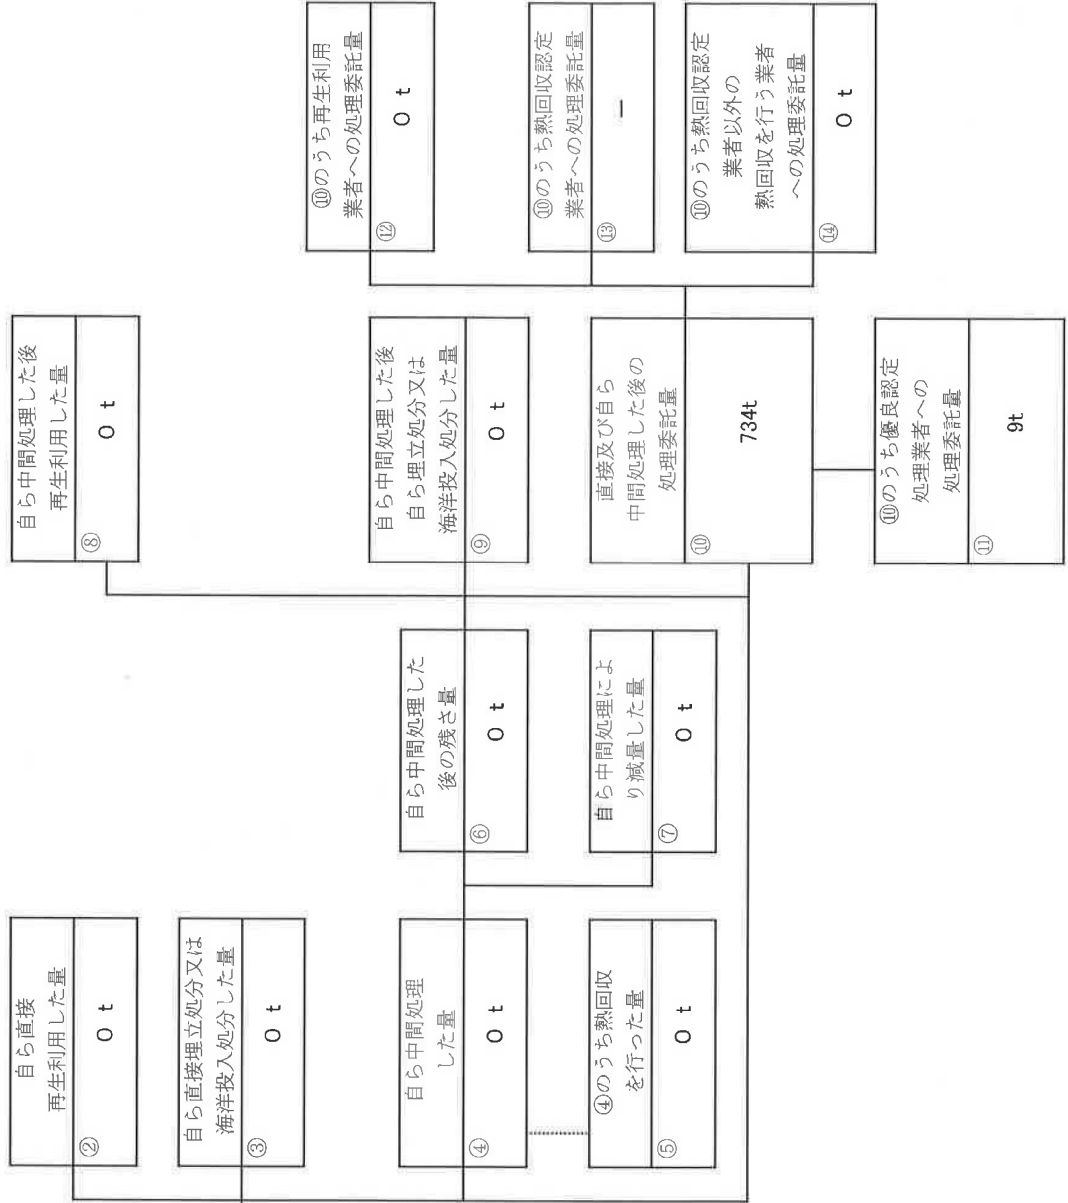 自ら直接
再生利用した量
②
0 t
自ら直接埋立処分又は
海洋投入処分した量
③
0 t
自ら中間処理
した量
④
0 t
④のうち熱回収
を行った量
⑤
0 t
自ら中間処理した
後の残さ量
⑥
0 t
自ら中間処理によ
り減量した量
⑦
0 t
自ら中間処理した後
再生利用した量
⑧
0 t
自ら中間処理した後
自ら埋立処分又は
海洋投入処分した量
⑨
0 t
直接及び自ら
中間処理した後の
処理委託量
⑩
734t
⑩のうち優良認定
処理業者への
処理委託量
⑪
9t
⑩のうち再生利用
業者への処理委託量
⑫
0 t
⑩のうち熱回収認定
業者への処理委託量
⑬
ー
⑩のうち熱回収認定
業者以外の
熱回収を行う業者
への処理委託量
⑭
0 t